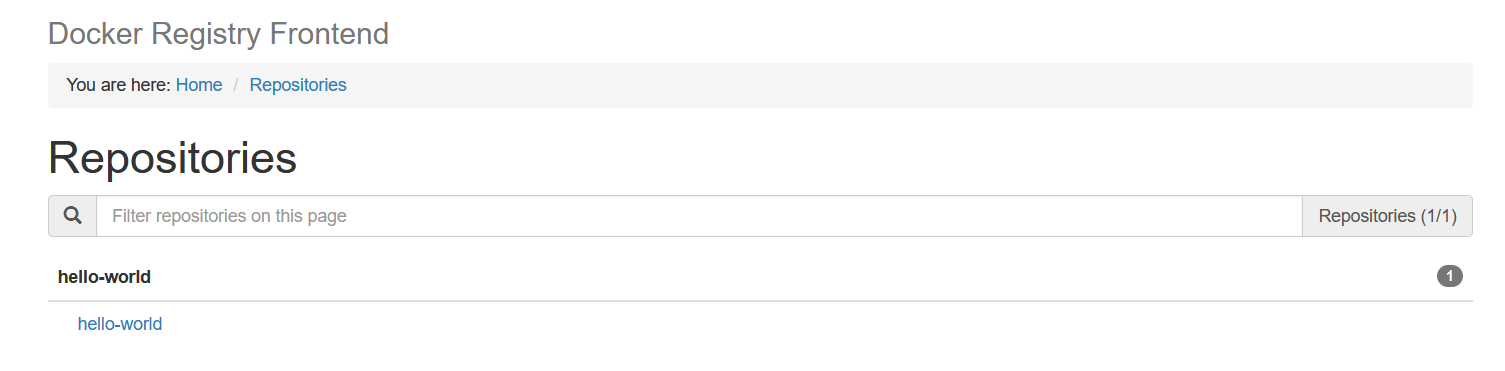 Docker Registry Frontend
You are here: Home / Repositories
Repositories
Filter repositories on this page
Repositories (1/1)
hello-world
1
hello-world